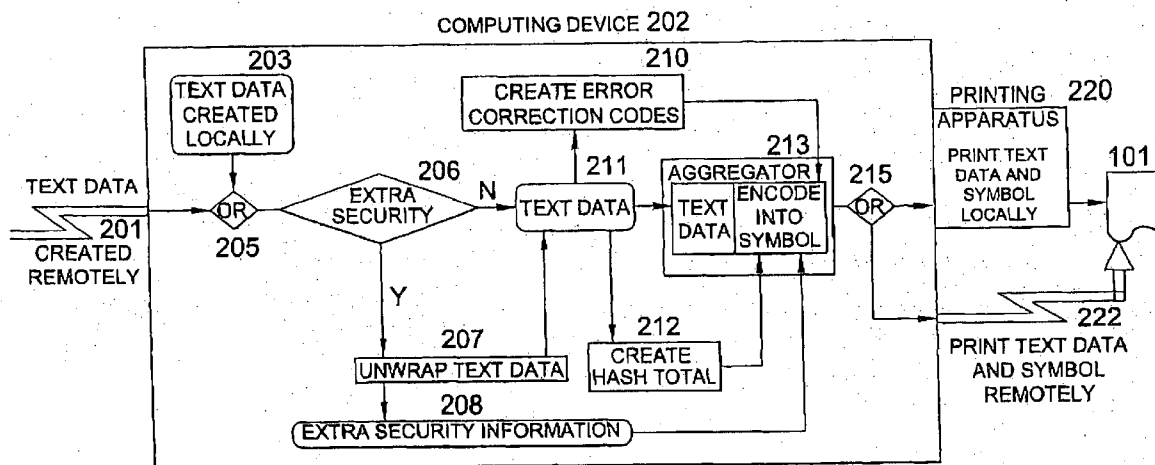 COMPUTING DEVICE 202
203
TEXT DATA
CREATED
LOCALLY
210
CREATE ERROR
CORRECTION CODES
PRINTING 220
APPARATUS
PRINT TEXT
DATA AND
SYMBOL
LOCALLY
101
TEXT DATA
201
CREATED
REMOTELY
OR
205
206
EXTRA
SECURITY
N
Y
211
TEXT DATA
213
AGGREGATOR
TEXT
DATA
ENCODE
INTO
SYMBOL
215
OR
207
UNWRAP TEXT DATA
208
EXTRA SECURITY INFORMATION
212
CREATE
HASH TOTAL
222
PRINT TEXT DATA
AND SYMBOL
REMOTELY